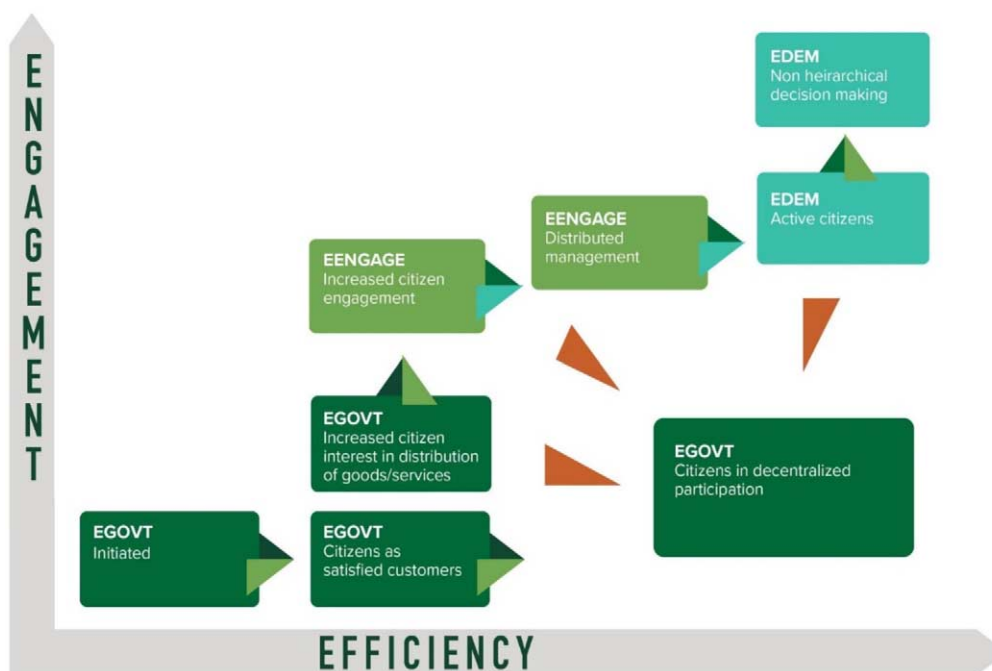 ENGAGEMENT
EDEM
Non heirarchical
decision making
EDEM
Active citizens
EENGAGE
Distributed
management
EENGAGE
Increased citizen
engagement
EGOVT
Increased citizen
interest in distribution
of goods/services
EGOVT
Citizens in decentralized
participation
EGOVT
Initiated
EGOVT
Citizens as
satisfied customers
EFFICIENCY